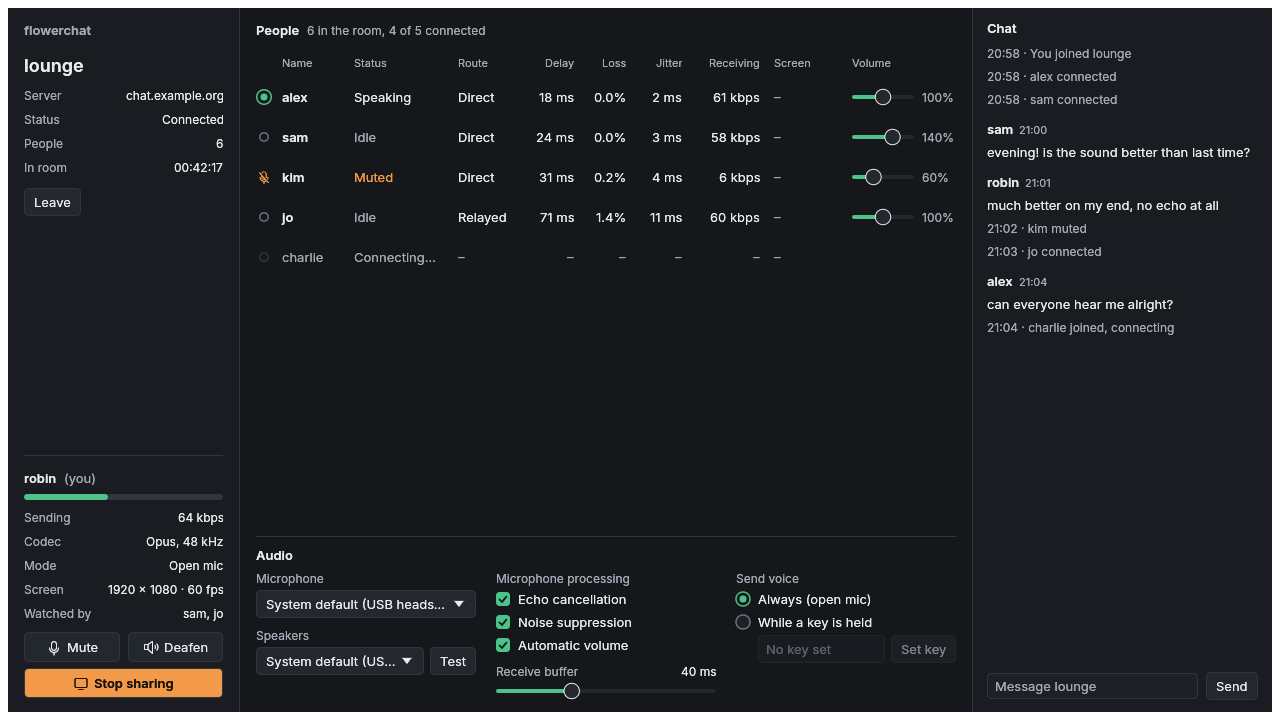 flowerchat
lounge
Server chat.example.org
Status Connected
People 6
In room 00:42:17
Leave
robin (you)
Sending 64 kbps
Codec Opus, 48 kHz
Mode Open mic
Screen 1920 × 1080 · 60 fps
Watched by sam, jo
Mute Deafen
Stop sharing
People 6 in the room, 4 of 5 connected
Name Status Route Delay Loss Jitter Receiving Screen Volume
alex Speaking Direct 18 ms 0.0% 2 ms 61 kbps – 100%
sam Idle Direct 24 ms 0.0% 3 ms 58 kbps – 140%
kim Muted Direct 31 ms 0.2% 4 ms 6 kbps – 60%
jo Idle Relayed 71 ms 1.4% 11 ms 60 kbps – 100%
charlie Connecting... – – – – – –
Audio
Microphone
System default (USB heads...
Speakers
System default (US... Test
Microphone processing
Echo cancellation
Noise suppression
Automatic volume
Receive buffer 40 ms
Send voice
Always (open mic)
While a key is held
No key set Set key
Chat
20:58 · You joined lounge
20:58 · alex connected
20:58 · sam connected
sam 21:00
evening! is the sound better than last time?
robin 21:01
much better on my end, no echo at all
21:02 · kim muted
21:03 · jo connected
alex 21:04
can everyone hear me alright?
21:04 · charlie joined, connecting
Message lounge Send